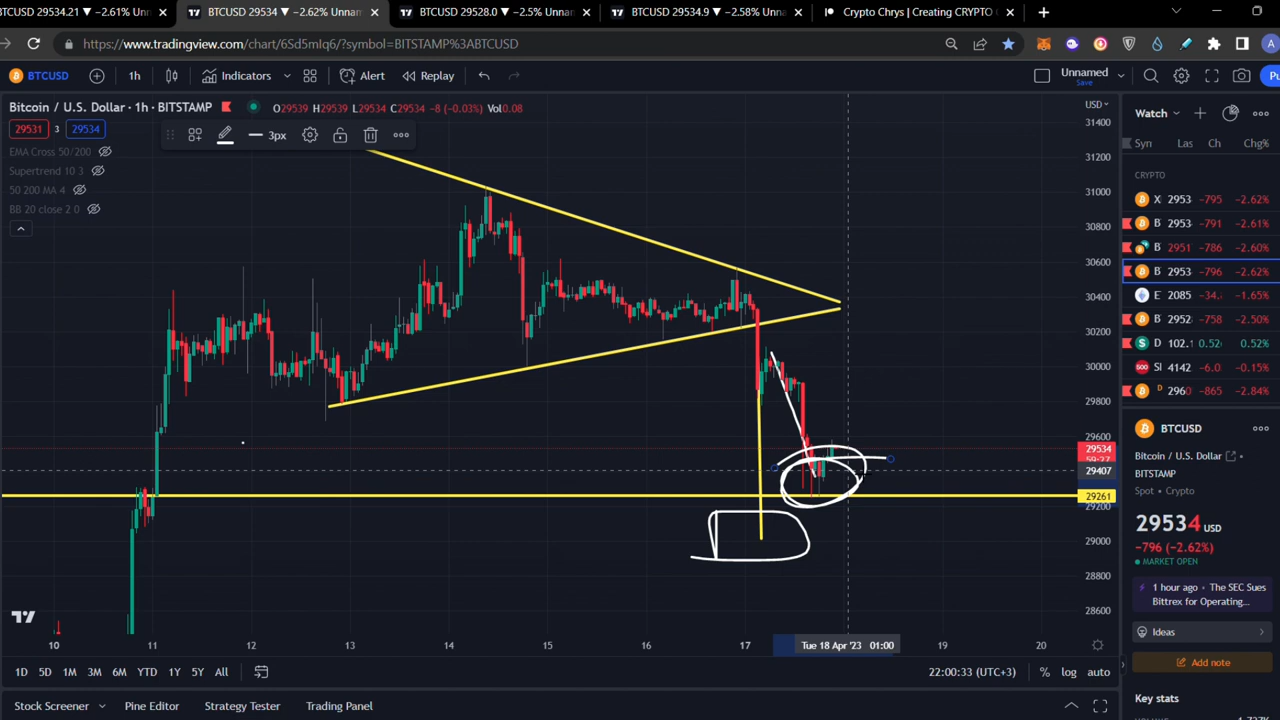 BTCUSD 29534.21 ▼ −2.61% Unnam
BTCUSD 29534 ▼ −2.62% Unnam
BTCUSD 29528.0 ▼ −2.5% Unnam
BTCUSD 29534.9 ▼ −2.58% Unnam
Crypto Chrys | Creating CRYPTO
https://www.tradingview.com/chart/6Sd5mIq6/?symbol=BITSTAMP%3ABTCUSD
BTCUSD 1h Indicators Alert Replay Unnamed Save
Bitcoin / U.S. Dollar · 1h · BITSTAMP O29539 H29539 L29534 C29534 −8 (−0.03%) Vol0.08
29531 3 29534
3px
EMA Cross 50/200
Supertrend 10 3
50 200 MA 4
BB 20 close 2 0
USD
31400
31200
31000
30800
30600
30400
30200
30000
29800
29600
29534
29407
29261
29200
29000
28800
28600
10 11 12 13 14 15 16 17 Tue 18 Apr '23 01:00 19 20
1D 5D 1M 3M 6M YTD 1Y 5Y All 22:00:33 (UTC+3) % log auto
Stock Screener Pine Editor Strategy Tester Trading Panel
Watch
Syn Las Ch Chg%
CRYPTO
X 2953 −795 −2.62%
B 2953 −791 −2.61%
B 2951 −786 −2.60%
B 2953 −796 −2.62%
E 2085 −34. −1.65%
B 2952 −758 −2.50%
D 102.1 0.52 0.52%
SI 4142 −6.0 −0.15%
B D 2960 −865 −2.84%
BTCUSD
Bitcoin / U.S. Dollar
BITSTAMP
Spot • Crypto
29534 USD
−796 (−2.62%)
MARKET OPEN
1 hour ago • The SEC Sues
Bittrex for Operating...
Ideas
Add note
Key stats